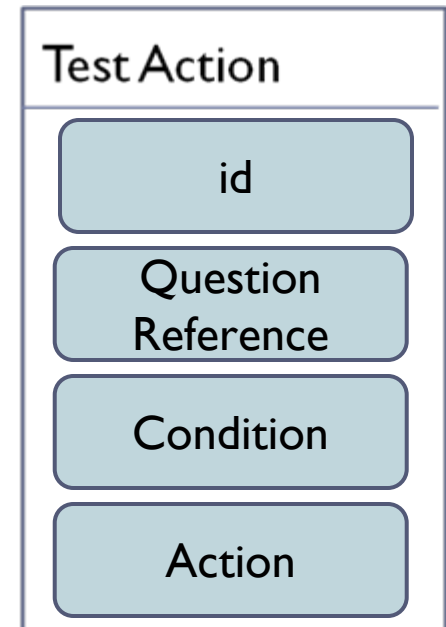 Test Action
id
Question
Reference
Condition
Action